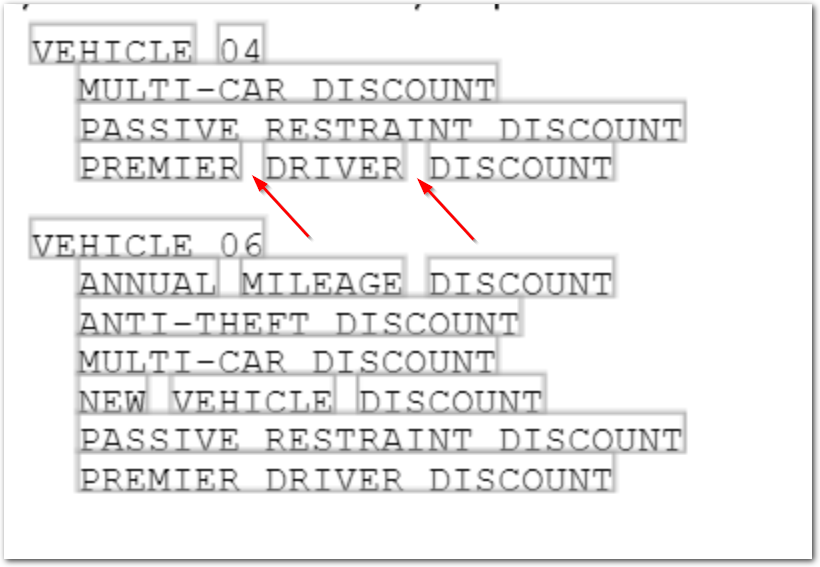 VEHICLE 04
MULTI-CAR DISCOUNT
PASSIVE RESTRAINT DISCOUNT
PREMIER DRIVER DISCOUNT
VEHICLE 06
ANNUAL MILEAGE DISCOUNT
ANTI-THEFT DISCOUNT
MULTI-CAR DISCOUNT
NEW VEHICLE DISCOUNT
PASSIVE RESTRAINT DISCOUNT
PREMIER DRIVER DISCOUNT